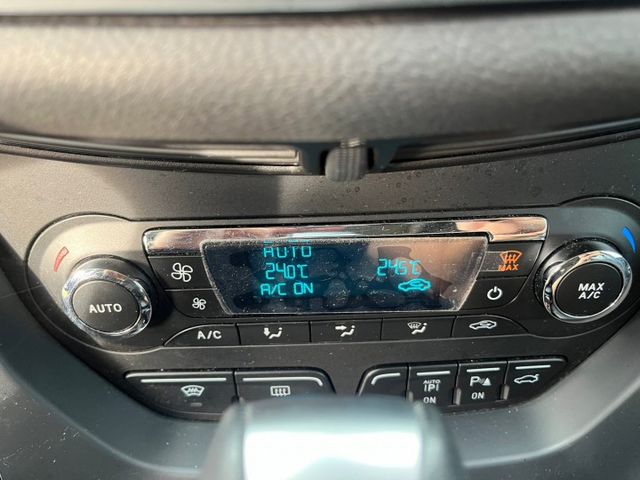 AUTO
24.0°C 24.5°C
A/C ON
MAX
AUTO
MAX
A/C
A/C
AUTO
P
ON
P
ON